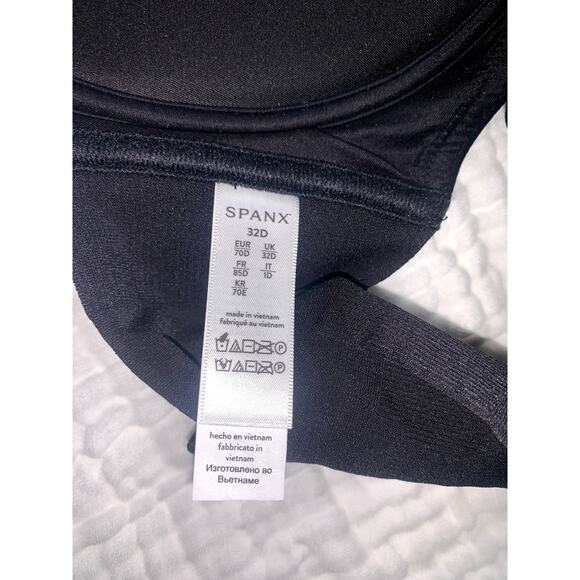 SPANX™
32D
EUR UK
70D 32D
FR IT
85D 1D
KR
70E
made in vietnam
fabriqué au vietnam
hecho en vietnam
fabbricato in
vietnam
Изготовлено во
Вьетнаме